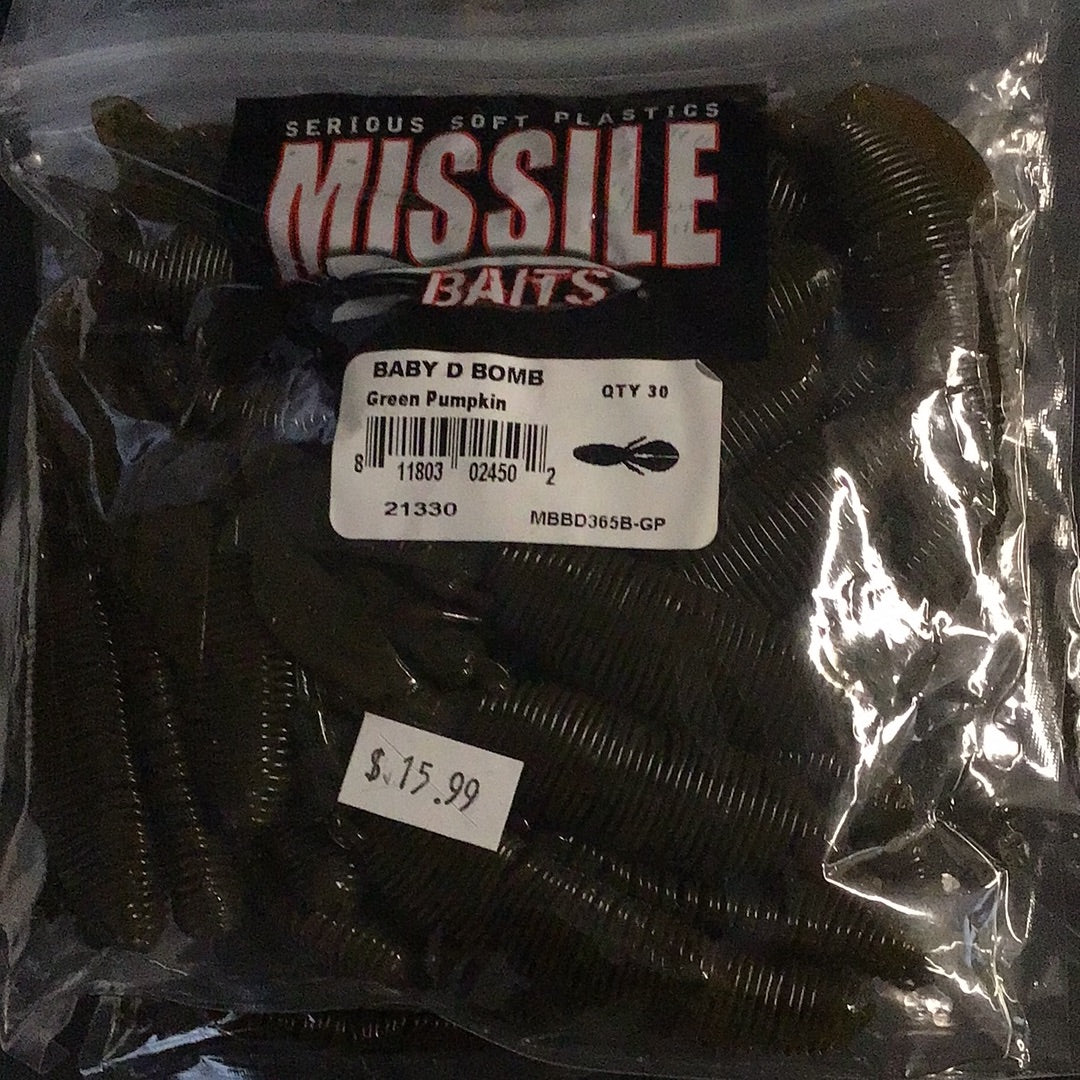 SERIOUS SOFT PLASTICS
MISSILE
BAITS
BABY D BOMB
Green Pumpkin
QTY 30
8 11803 02450 2
21330
MBBD365B-GP
$.15.99